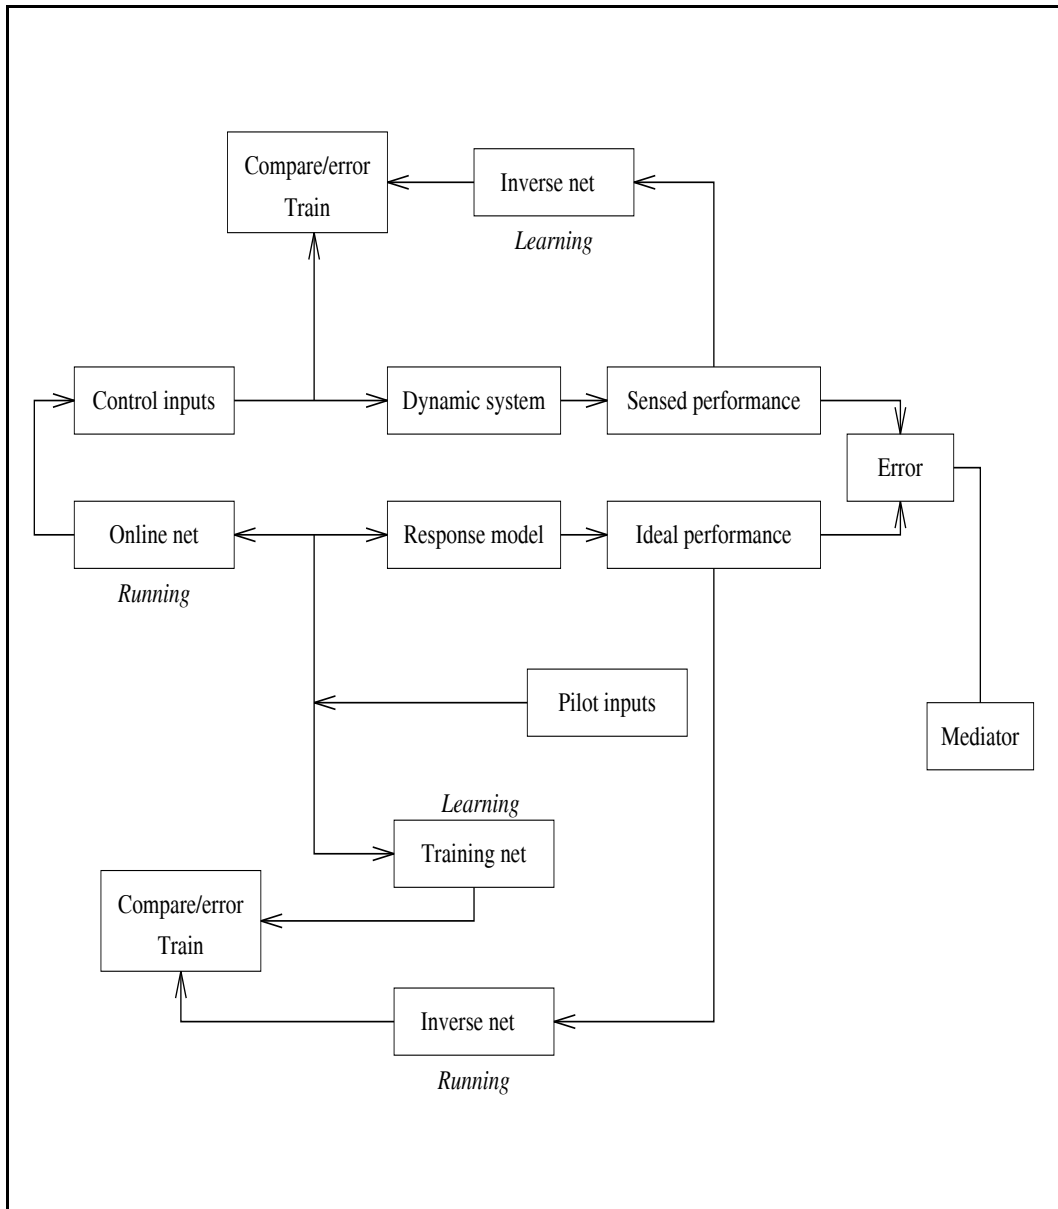 Compare/error
Train
Inverse net
Learning
Control inputs
Dynamic system
Sensed performance
Error
Online net
Running
Response model
Ideal performance
Pilot inputs
Mediator
Learning
Training net
Compare/error
Train
Inverse net
Running